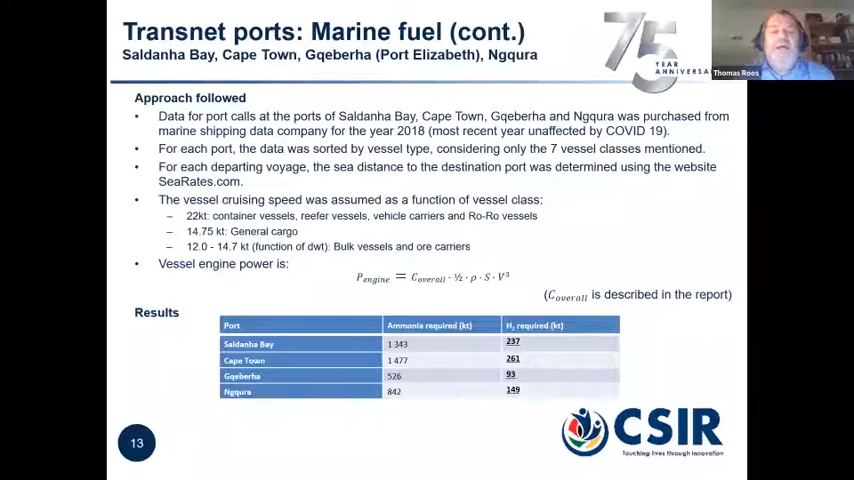 Transnet ports: Marine fuel (cont.)
Saldanha Bay, Cape Town, Gqeberha (Port Elizabeth), Ngqura
75
YEAR
ANNIVERSA
Thomas Roos
Approach followed
• Data for port calls at the ports of Saldanha Bay, Cape Town, Gqeberha and Ngqura was purchased from
marine shipping data company for the year 2018 (most recent year unaffected by COVID 19).
• For each port, the data was sorted by vessel type, considering only the 7 vessel classes mentioned.
• For each departing voyage, the sea distance to the destination port was determined using the website
SeaRates.com.
• The vessel cruising speed was assumed as a function of vessel class:
– 22kt: container vessels, reefer vessels, vehicle carriers and Ro-Ro vessels
– 14.75 kt: General cargo
– 12.0 - 14.7 kt (function of dwt): Bulk vessels and ore carriers
• Vessel engine power is:
P_engine = C_overall · ½ · ρ · S · V³
(C_overall is described in the report)
Results
Port Ammonia required (kt) H₂ required (kt)
Saldanha Bay 1 343 237
Cape Town 1 477 261
Gqeberha 526 93
Ngqura 842 149
13
CSIR
Touching lives through innovation